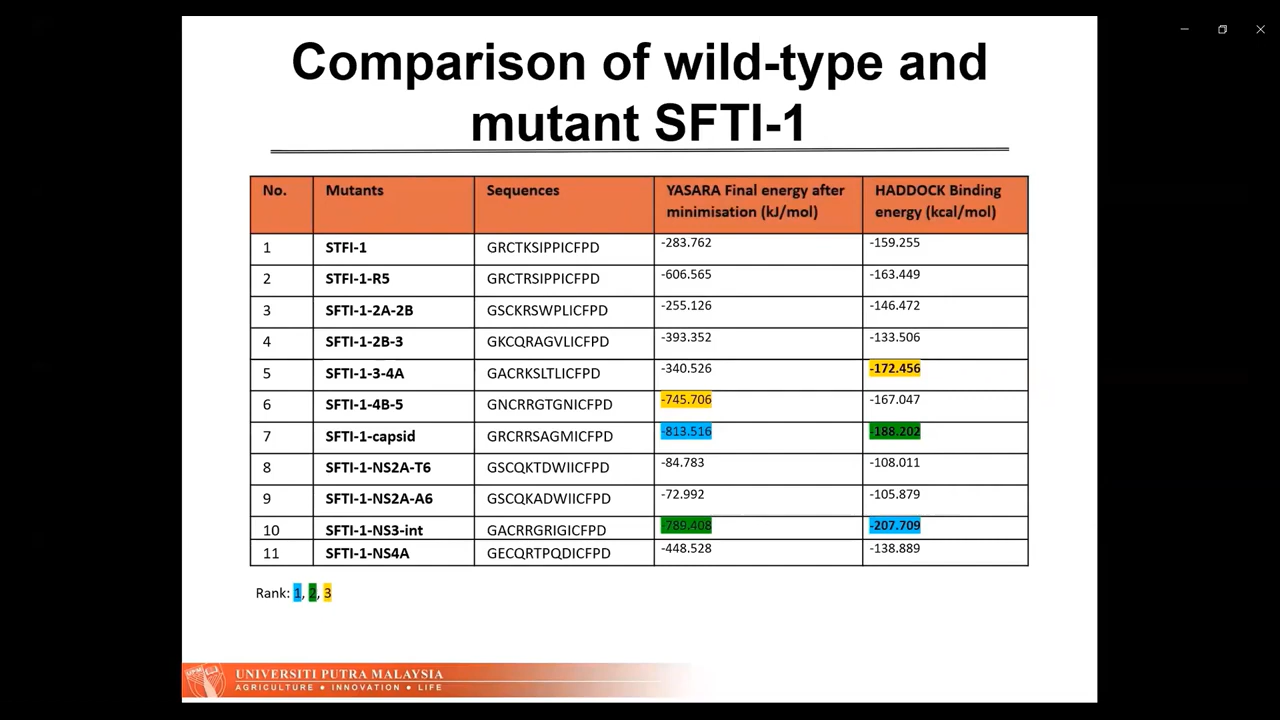 Comparison of wild-type and
mutant SFTI-1
No. Mutants Sequences YASARA Final energy after minimisation (kJ/mol) HADDOCK Binding energy (kcal/mol)
1 STFI-1 GRCTKSIPPICFPD -283.762 -159.255
2 STFI-1-R5 GRCTRSIPPICFPD -606.565 -163.449
3 SFTI-1-2A-2B GSCKRSWPLICFPD -255.126 -146.472
4 SFTI-1-2B-3 GKCQRAGVLICFPD -393.352 -133.506
5 SFTI-1-3-4A GACRKSLTLICFPD -340.526 -172.456
6 SFTI-1-4B-5 GNCRRGTGNICFPD -745.706 -167.047
7 SFTI-1-capsid GRCRRSAGMICFPD -813.516 -188.202
8 SFTI-1-NS2A-T6 GSCQKTDWIICFPD -84.783 -108.011
9 SFTI-1-NS2A-A6 GSCQKADWIICFPD -72.992 -105.879
10 SFTI-1-NS3-int GACRRGRIGICFPD -789.408 -207.709
11 SFTI-1-NS4A GECQRTPQDICFPD -448.528 -138.889
Rank: 1, 2, 3
UNIVERSITI PUTRA MALAYSIA
AGRICULTURE • INNOVATION • LIFE